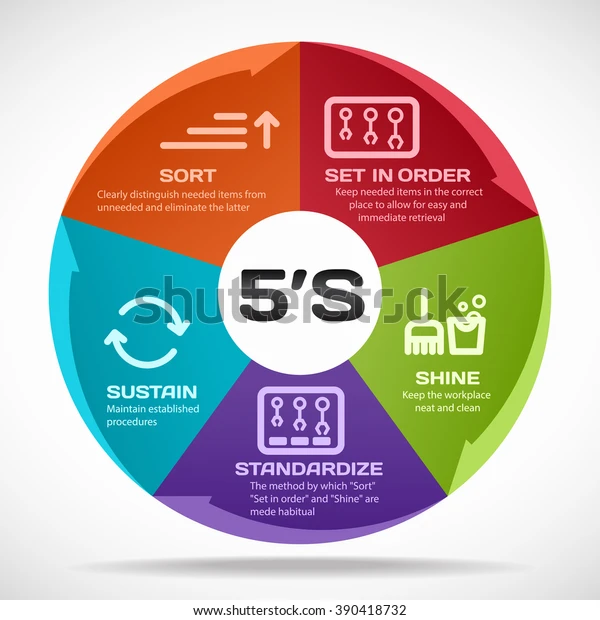 SORT
Clearly distinguish needed items from
unneeded and eliminate the latter
SET IN ORDER
Keep needed items in the correct
place to allow for easy and
immediate retrieval
5'S
SHINE
Keep the workplace
neat and clean
STANDARDIZE
The method by which "Sort"
"Set in order" and "Shine" are
mede habitual
SUSTAIN
Maintain established
procedures
shutterstock
shutterstock.com · 390418732